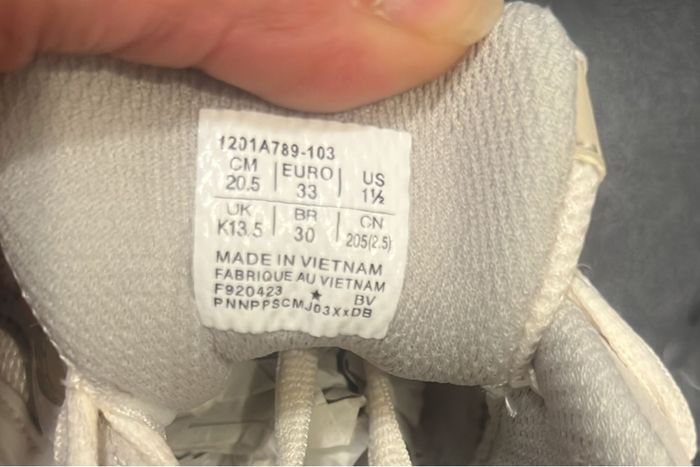 1201A789-103
CM EURO US
20.5 33 1½
UK BR CN
K13.5 30 205(2.5)
MADE IN VIETNAM
FABRIQUE AU VIETNAM
F920423 ★ BV
PNNPPSCMJ03XxDB